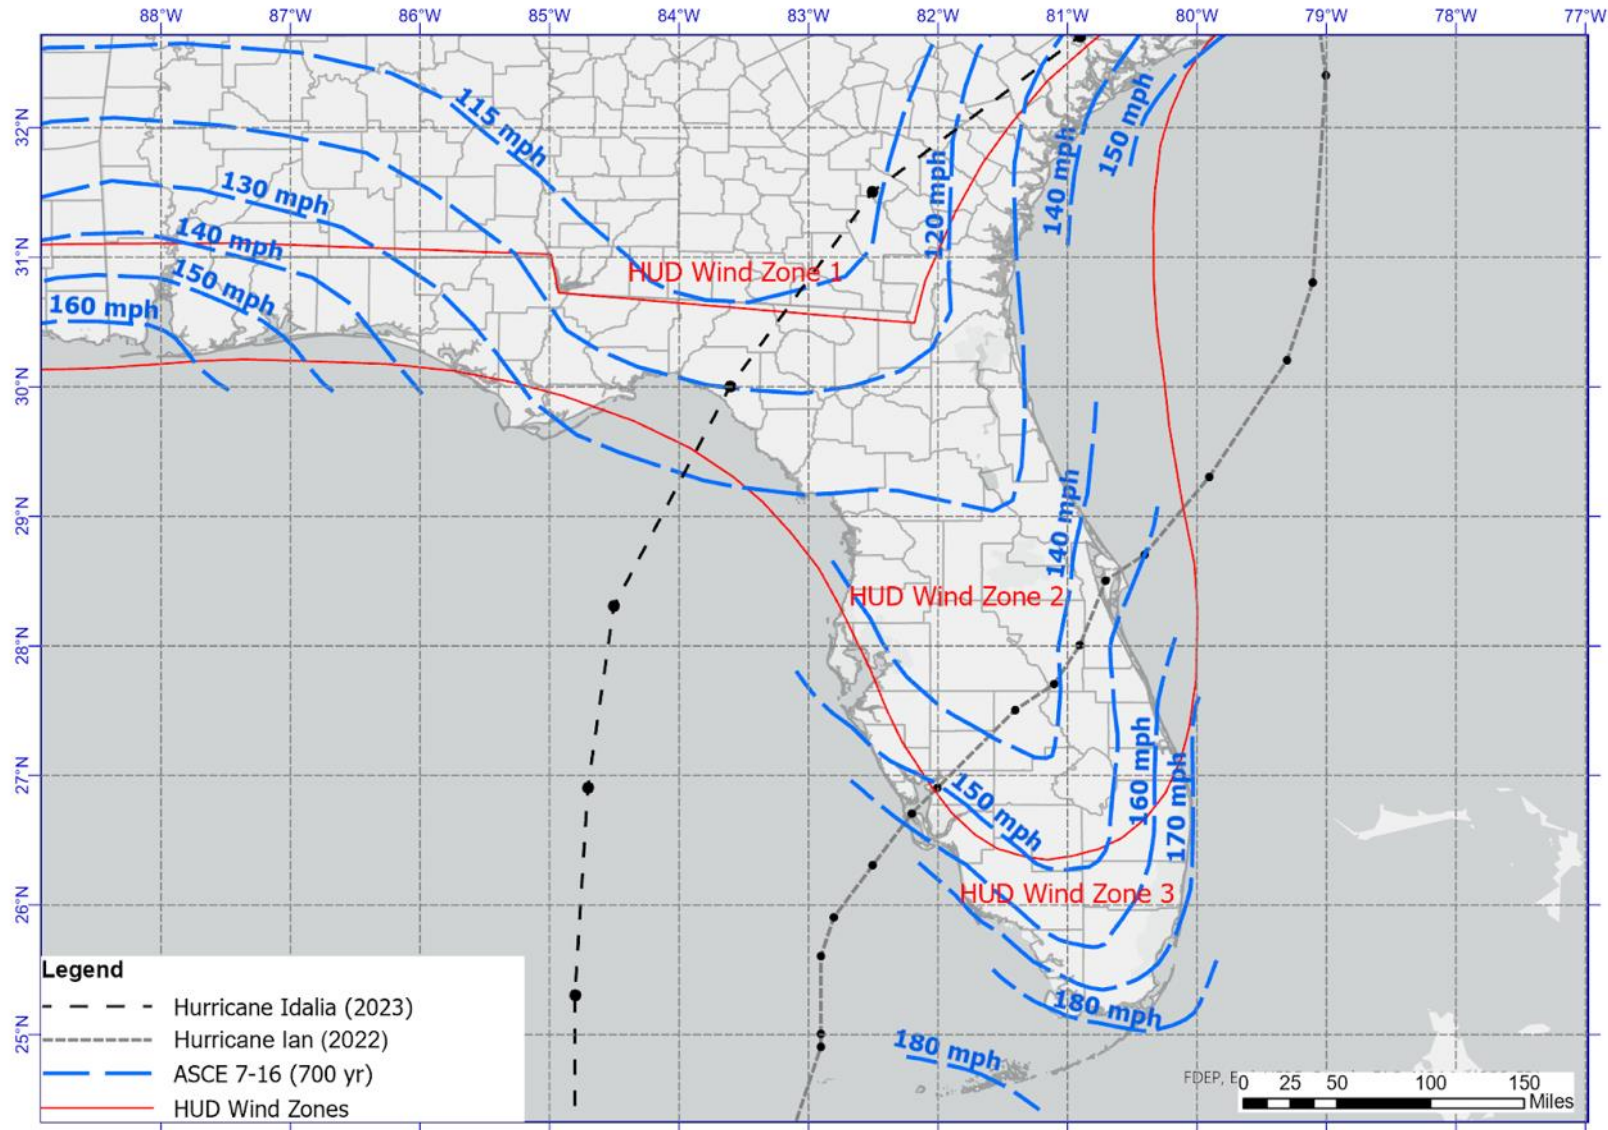 88°W 87°W 86°W 85°W 84°W 83°W 82°W 81°W 80°W 79°W 78°W 77°W
32°N
31°N
30°N
29°N
28°N
27°N
26°N
25°N
115 mph
130 mph
140 mph
150 mph
160 mph
120 mph
140 mph
150 mph
HUD Wind Zone 1
140 mph
HUD Wind Zone 2
150 mph
160 mph
170 mph
HUD Wind Zone 3
180 mph
180 mph
Legend
Hurricane Idalia (2023)
Hurricane Ian (2022)
ASCE 7-16 (700 yr)
HUD Wind Zones
FDEP, E
0 25 50 100 150
Miles